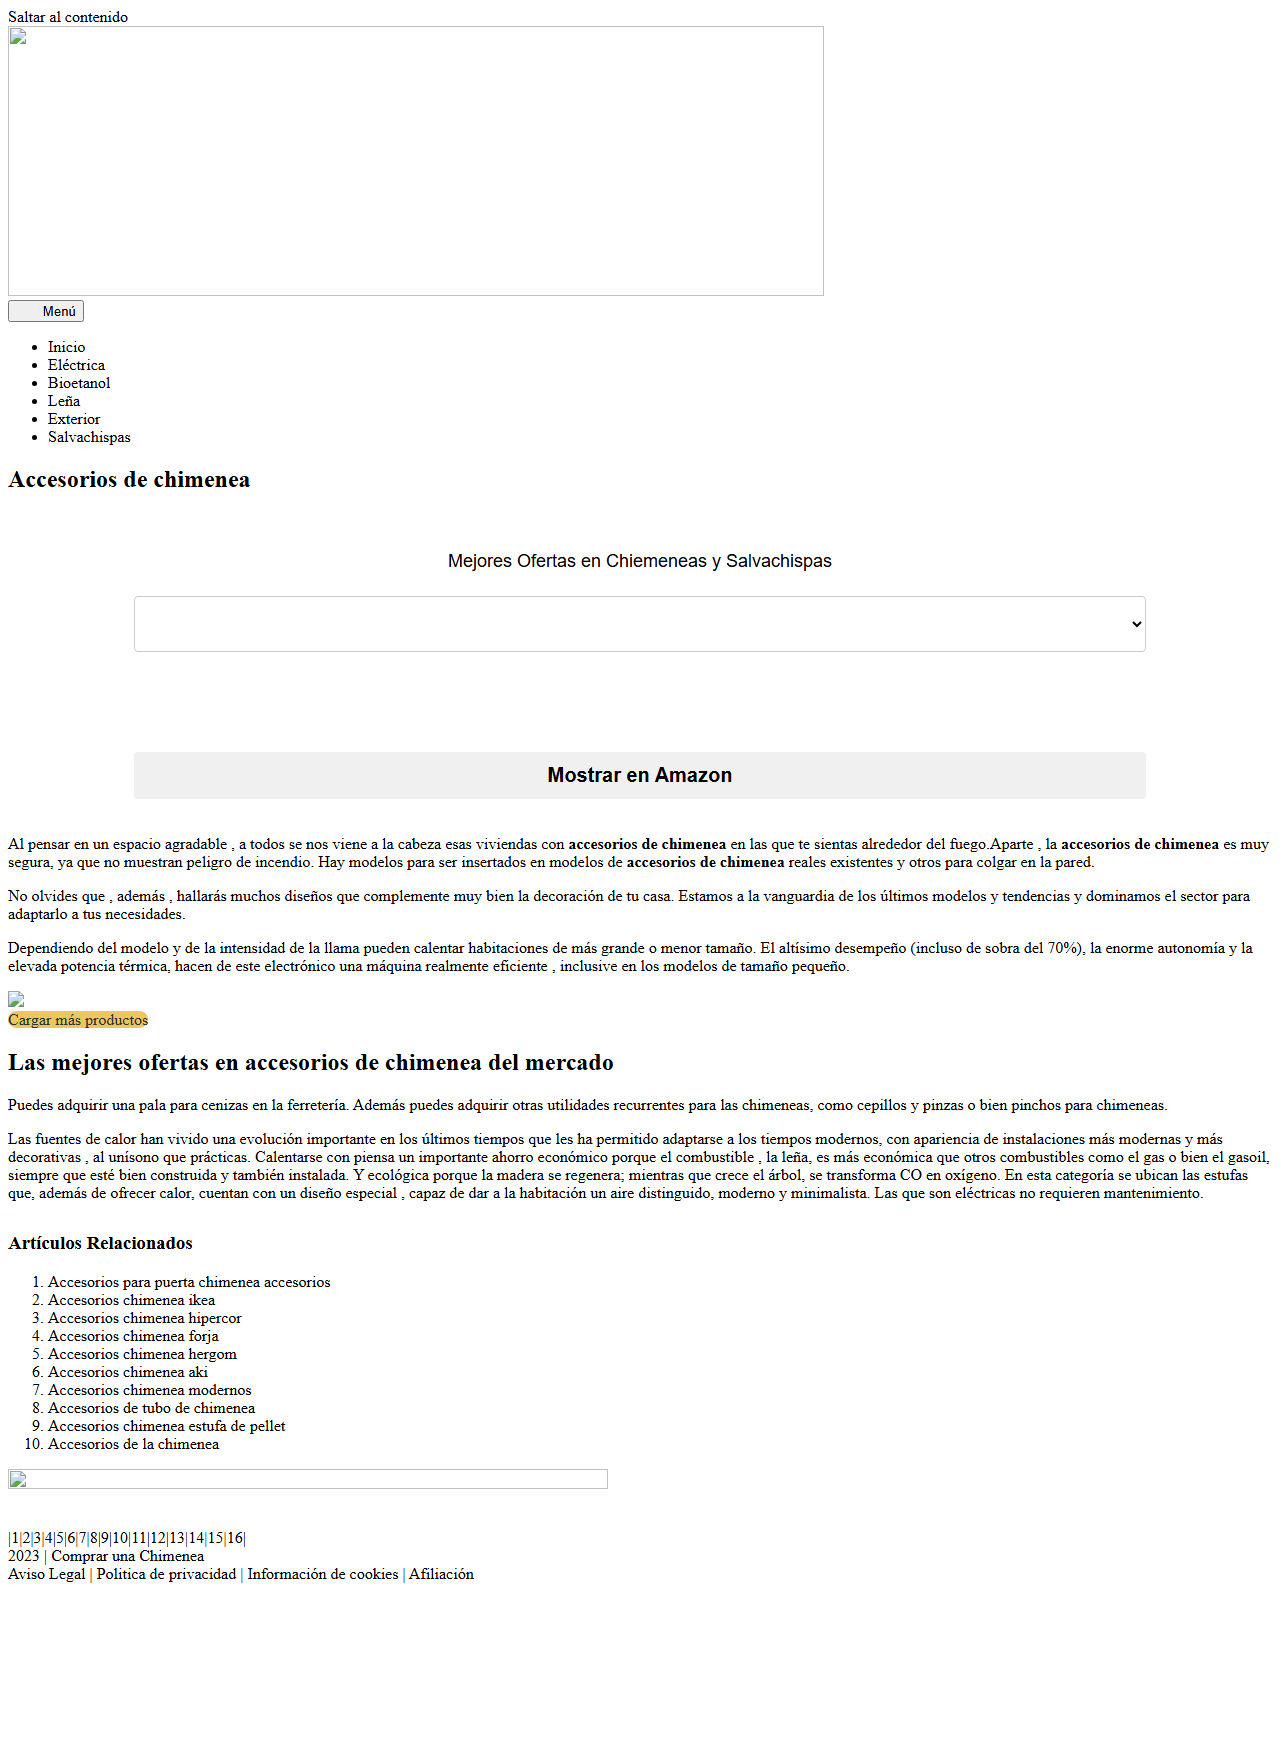 Saltar al contenido
Menú
Inicio
Eléctrica
Bioetanol
Leña
Exterior
Salvachispas
Accesorios de chimenea
Mejores Ofertas en Chiemeneas y Salvachispas
Mostrar en Amazon
Al pensar en un espacio agradable , a todos se nos viene a la cabeza esas viviendas con accesorios de chimenea en las que te sientas alrededor del fuego.Aparte , la accesorios de chimenea es muy
segura, ya que no muestran peligro de incendio. Hay modelos para ser insertados en modelos de accesorios de chimenea reales existentes y otros para colgar en la pared.
No olvides que , además , hallarás muchos diseños que complemente muy bien la decoración de tu casa. Estamos a la vanguardia de los últimos modelos y tendencias y dominamos el sector para
adaptarlo a tus necesidades.
Dependiendo del modelo y de la intensidad de la llama pueden calentar habitaciones de más grande o menor tamaño. El altísimo desempeño (incluso de sobra del 70%), la enorme autonomía y la
elevada potencia térmica, hacen de este electrónico una máquina realmente eficiente , inclusive en los modelos de tamaño pequeño.
Cargar más productos
Las mejores ofertas en accesorios de chimenea del mercado
Puedes adquirir una pala para cenizas en la ferretería. Además puedes adquirir otras utilidades recurrentes para las chimeneas, como cepillos y pinzas o bien pinchos para chimeneas.
Las fuentes de calor han vivido una evolución importante en los últimos tiempos que les ha permitido adaptarse a los tiempos modernos, con apariencia de instalaciones más modernas y más
decorativas , al unísono que prácticas. Calentarse con piensa un importante ahorro económico porque el combustible , la leña, es más económica que otros combustibles como el gas o bien el gasoil,
siempre que esté bien construida y también instalada. Y ecológica porque la madera se regenera; mientras que crece el árbol, se transforma CO en oxígeno. En esta categoría se ubican las estufas
que, además de ofrecer calor, cuentan con un diseño especial , capaz de dar a la habitación un aire distinguido, moderno y minimalista. Las que son eléctricas no requieren mantenimiento.
Artículos Relacionados
1. Accesorios para puerta chimenea accesorios
2. Accesorios chimenea ikea
3. Accesorios chimenea hipercor
4. Accesorios chimenea forja
5. Accesorios chimenea hergom
6. Accesorios chimenea aki
7. Accesorios chimenea modernos
8. Accesorios de tubo de chimenea
9. Accesorios chimenea estufa de pellet
10. Accesorios de la chimenea
|1|2|3|4|5|6|7|8|9|10|11|12|13|14|15|16|
2023 | Comprar una Chimenea
Aviso Legal | Politica de privacidad | Información de cookies | Afiliación